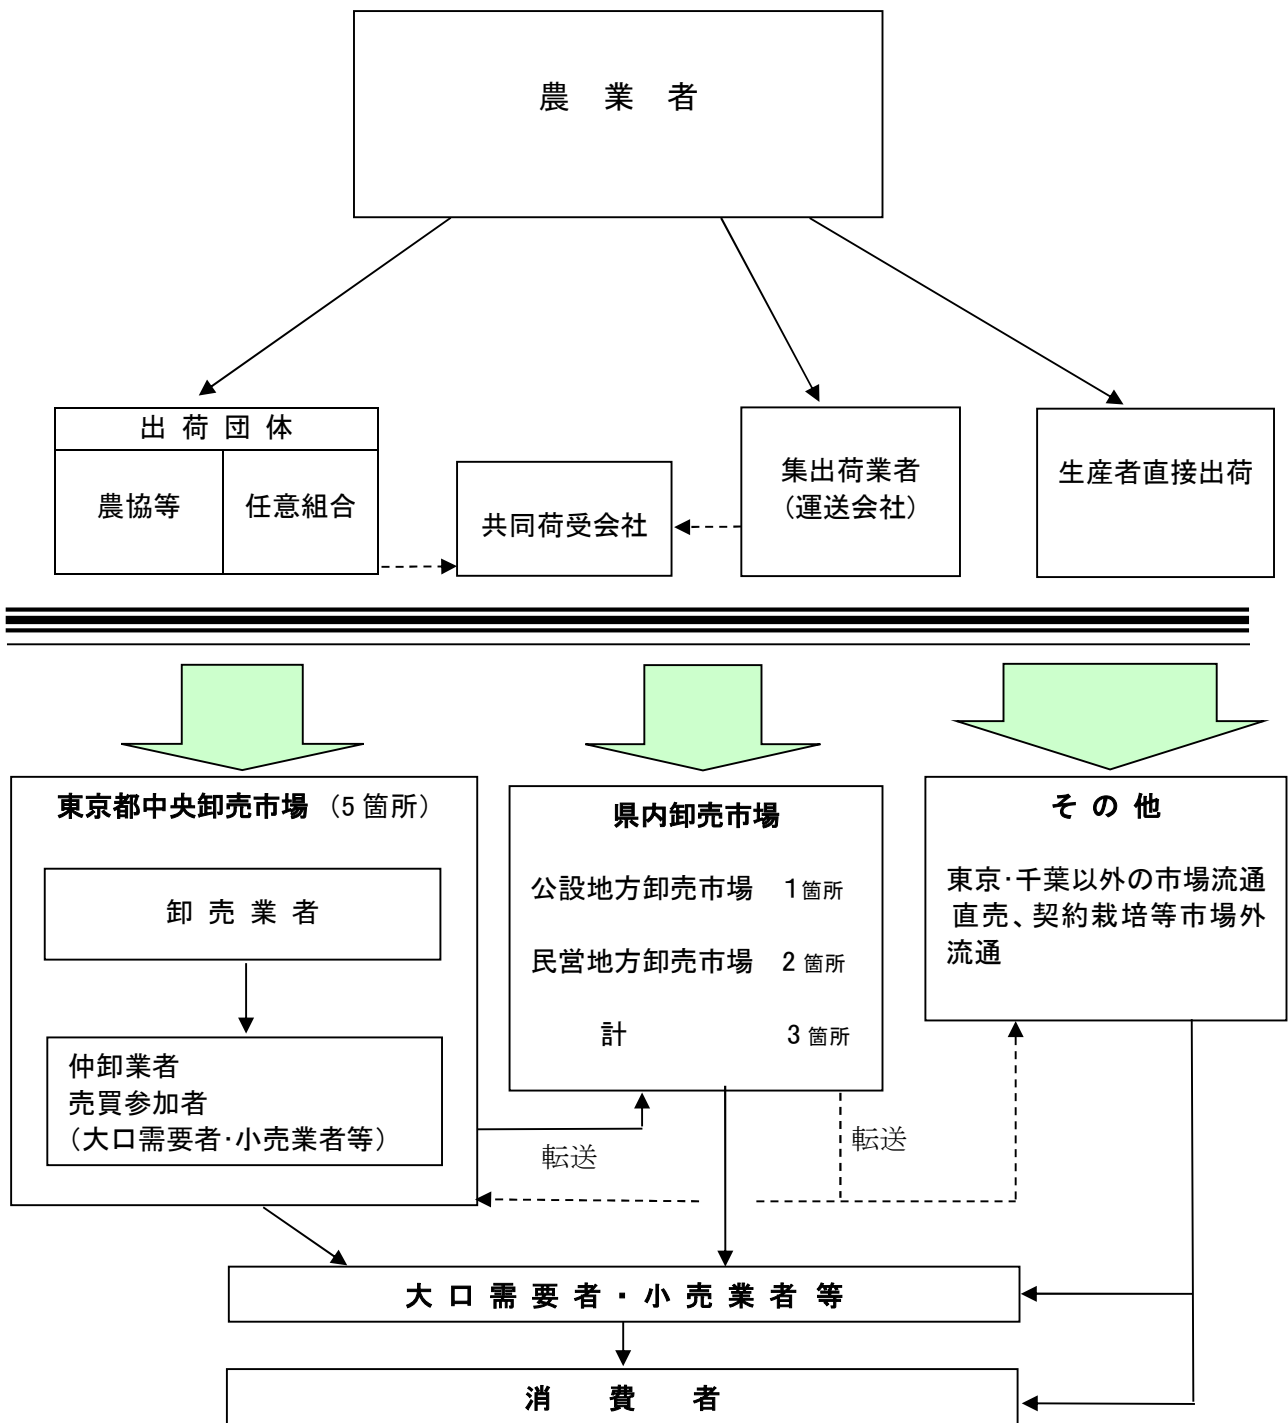 農 業 者
出 荷 団 体
農協等
任意組合
共同荷受会社
集出荷業者
(運送会社)
生産者直接出荷
東京都中央卸売市場 (5箇所)
卸 売 業 者
仲卸業者
売買参加者
(大口需要者・小売業者等)
県内卸売市場
公設地方卸売市場 1箇所
民営地方卸売市場 2箇所
計 3箇所
そ の 他
東京・千葉以外の市場流通
直売、契約栽培等市場外
流通
転送
転送
大 口 需 要 者 ・ 小 売 業 者 等
消 費 者